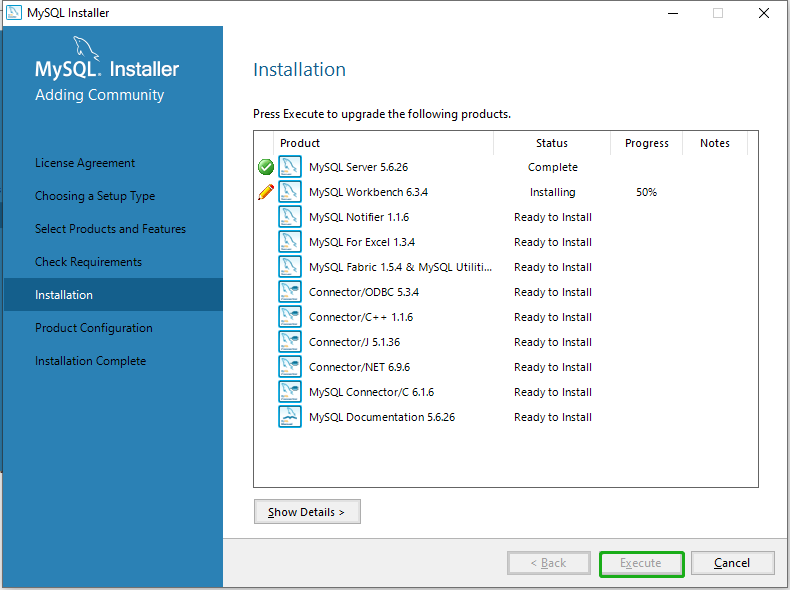 MySQL Installer
MySQL. Installer
Adding Community
License Agreement
Choosing a Setup Type
Select Products and Features
Check Requirements
Installation
Product Configuration
Installation Complete
Installation
Press Execute to upgrade the following products.
Product Status Progress Notes
MySQL Server 5.6.26 Complete
MySQL Workbench 6.3.4 Installing 50%
MySQL Notifier 1.1.6 Ready to Install
MySQL For Excel 1.3.4 Ready to Install
MySQL Fabric 1.5.4 & MySQL Utiliti... Ready to Install
Connector/ODBC 5.3.4 Ready to Install
Connector/C++ 1.1.6 Ready to Install
Connector/J 5.1.36 Ready to Install
Connector/NET 6.9.6 Ready to Install
MySQL Connector/C 6.1.6 Ready to Install
MySQL Documentation 5.6.26 Ready to Install
Show Details >
< Back Execute Cancel